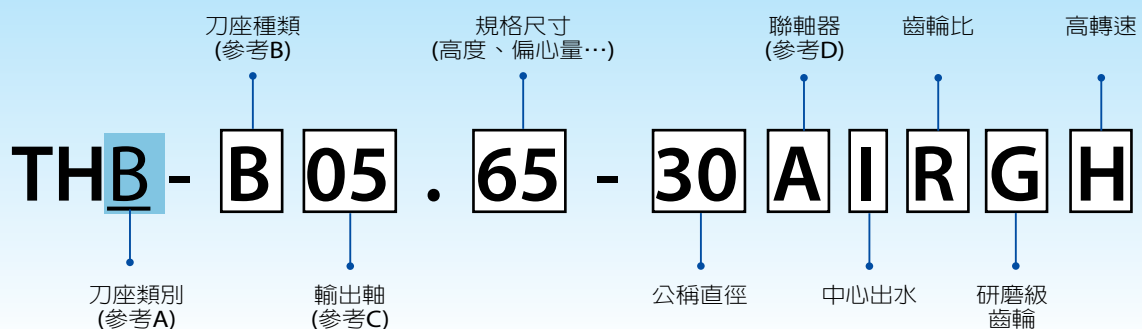 刀座種類
(參考B)
規格尺寸
(高度、偏心量…)
聯軸器
(參考D)
齒輪比
高轉速
THB - B 05 . 65 - 30 A I R G H
刀座類別
(參考A)
輸出軸
(參考C)
公稱直徑
中心出水
研磨級
齒輪